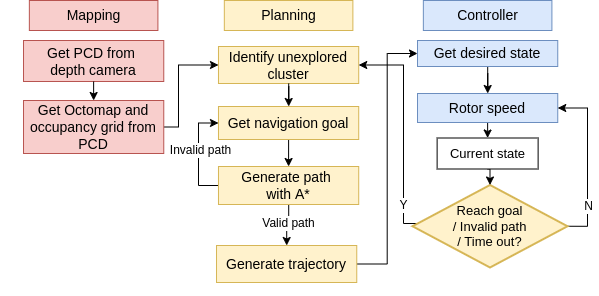 Mapping
Get PCD from
depth camera
Get Octomap and
occupancy grid from
PCD
Planning
Identify unexplored
cluster
Get navigation goal
Invalid path
Generate path
with A*
Valid path
Generate trajectory
Controller
Get desired state
Rotor speed
Current state
Reach goal
/ Invalid path
/ Time out?
Y
N